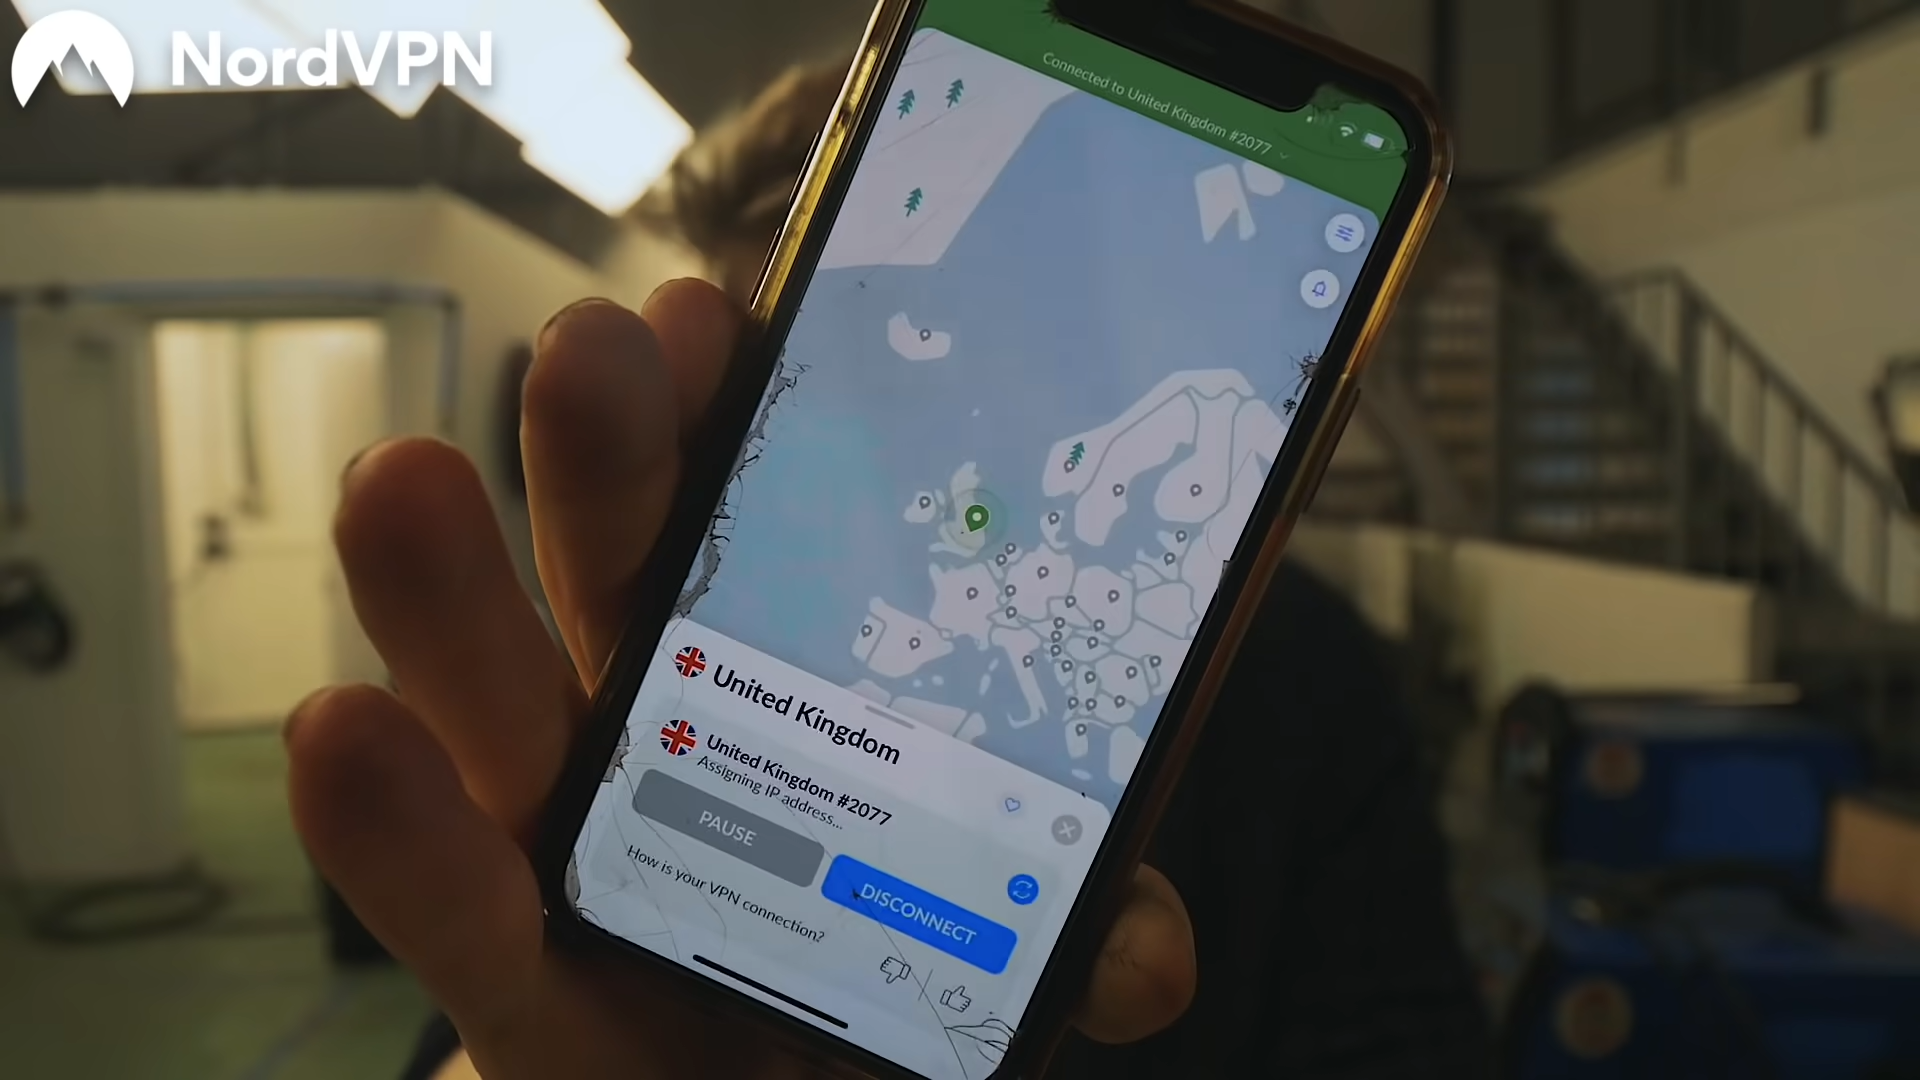 NordVPN
Connected to United Kingdom #2077
United Kingdom
United Kingdom #2077
Assigning IP address...
PAUSE
DISCONNECT
How is your VPN connection?